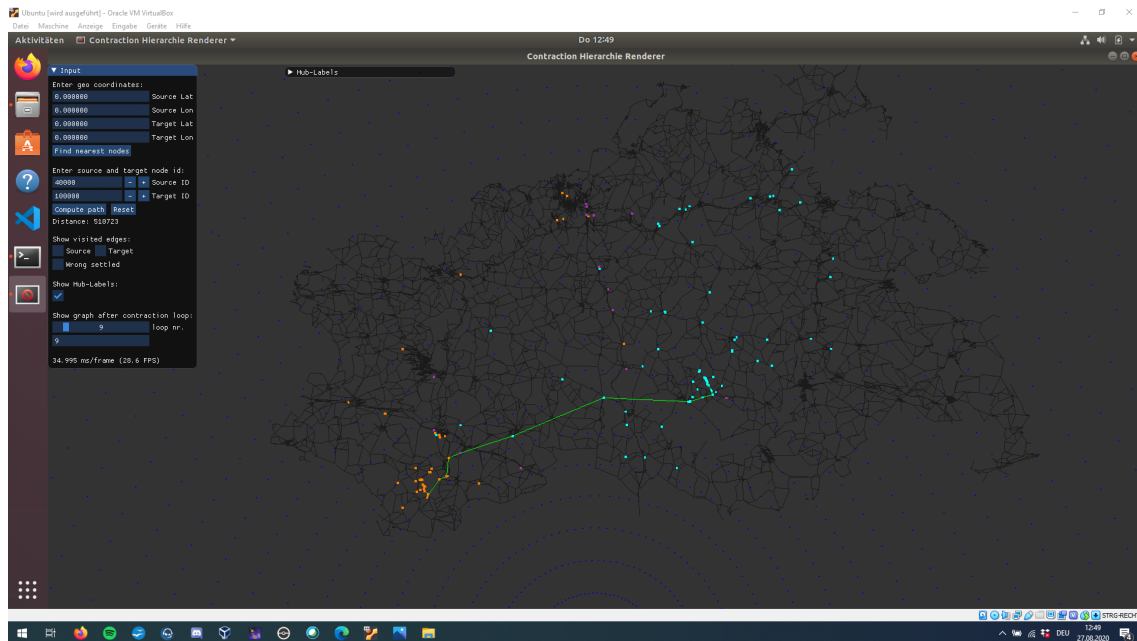 Ubuntu [wird ausgeführt] - Oracle VM VirtualBox
Datei Maschine Anzeige Eingabe Geräte Hilfe
Aktivitäten Contraction Hierarchie Renderer Do 12:49
Contraction Hierarchie Renderer
Input
Hub-Labels
Enter geo coordinates:
0.000000 Source Lat
0.000000 Source Lon
0.000000 Target Lat
0.000000 Target Lon
Find nearest nodes
Enter source and target node id:
40000 - + Source ID
100000 - + Target ID
Compute path Reset
Distance: 510723
Show visited edges:
Source Target
Wrong settled
Show Hub-Labels:
Show graph after contraction loop:
9 loop nr.
9
34.995 ms/frame (28.6 FPS)
STRG-RECHT
12:49
DEU
27.08.2020